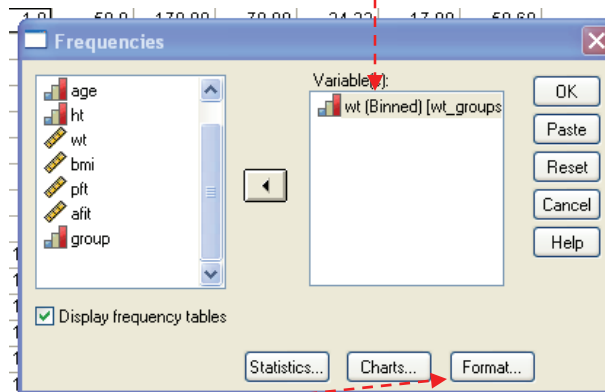 Frequencies
age
ht
wt
bmi
pft
afit
group
Variable(s):
wt (Binned) [wt_groups
OK
Paste
Reset
Cancel
Help
Display frequency tables
Statistics...
Charts...
Format...